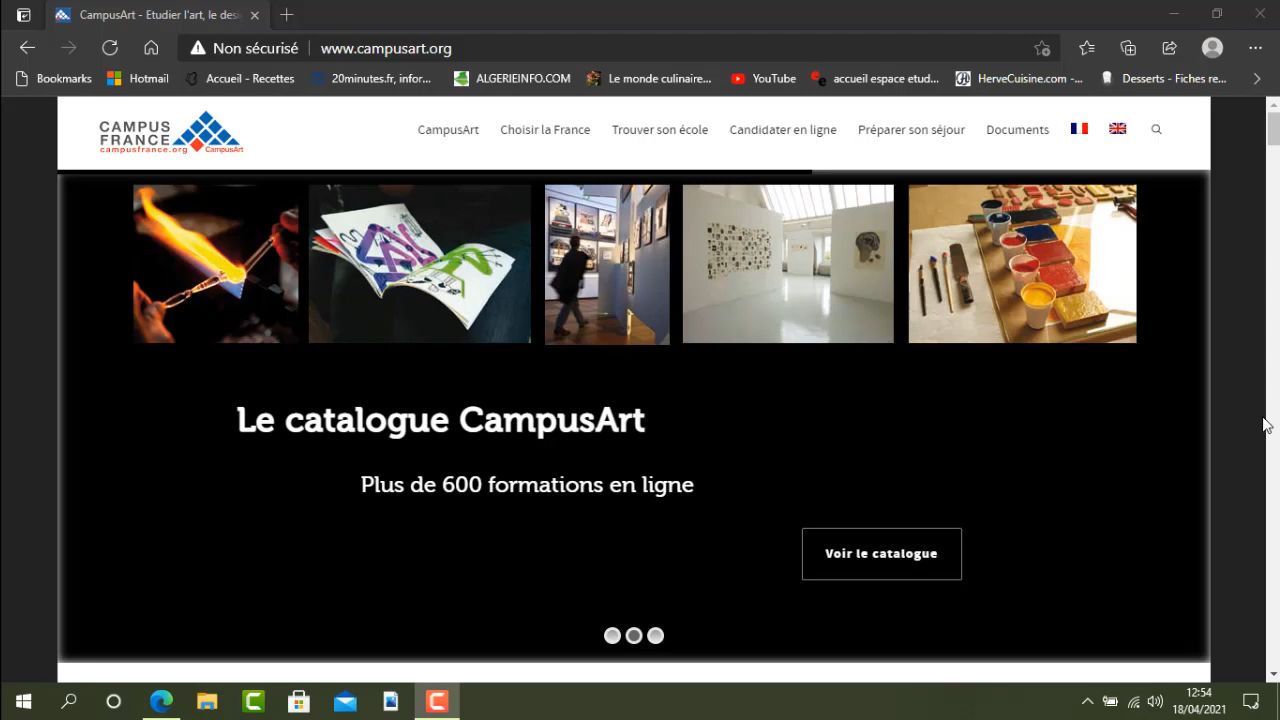 CampusArt - Etudier l'art, le desi
Non sécurisé
www.campusart.org
Bookmarks
Hotmail
Accueil - Recettes
20minutes.fr, infor...
ALGERIEINFO.COM
Le monde culinaire...
YouTube
accueil espace etud...
HerveCuisine.com -...
Desserts - Fiches re...
CAMPUS
FRANCE
campusfrance.org
CampusArt
CampusArt
Choisir la France
Trouver son école
Candidater en ligne
Préparer son séjour
Documents
Le catalogue CampusArt
Plus de 600 formations en ligne
Voir le catalogue
12:54
18/04/2021